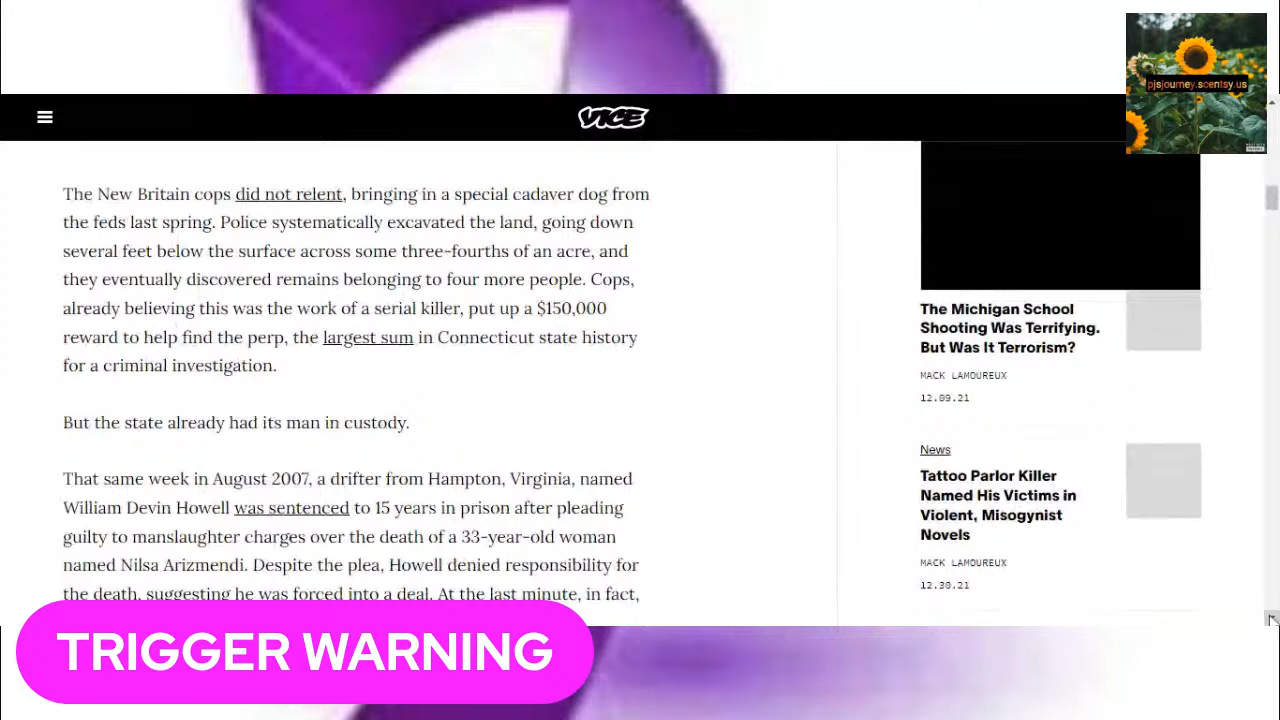 pjsjourney.scentsy.us
VICE
The New Britain cops did not relent, bringing in a special cadaver dog from
the feds last spring. Police systematically excavated the land, going down
several feet below the surface across some three-fourths of an acre, and
they eventually discovered remains belonging to four more people. Cops,
already believing this was the work of a serial killer, put up a $150,000
reward to help find the perp, the largest sum in Connecticut state history
for a criminal investigation.
But the state already had its man in custody.
That same week in August 2007, a drifter from Hampton, Virginia, named
William Devin Howell was sentenced to 15 years in prison after pleading
guilty to manslaughter charges over the death of a 33-year-old woman
named Nilsa Arizmendi. Despite the plea, Howell denied responsibility for
the death, suggesting he was forced into a deal. At the last minute, in fact,
The Michigan School
Shooting Was Terrifying.
But Was It Terrorism?
MACK LAMOUREUX
12.09.21
News
Tattoo Parlor Killer
Named His Victims in
Violent, Misogynist
Novels
MACK LAMOUREUX
12.30.21
TRIGGER WARNING